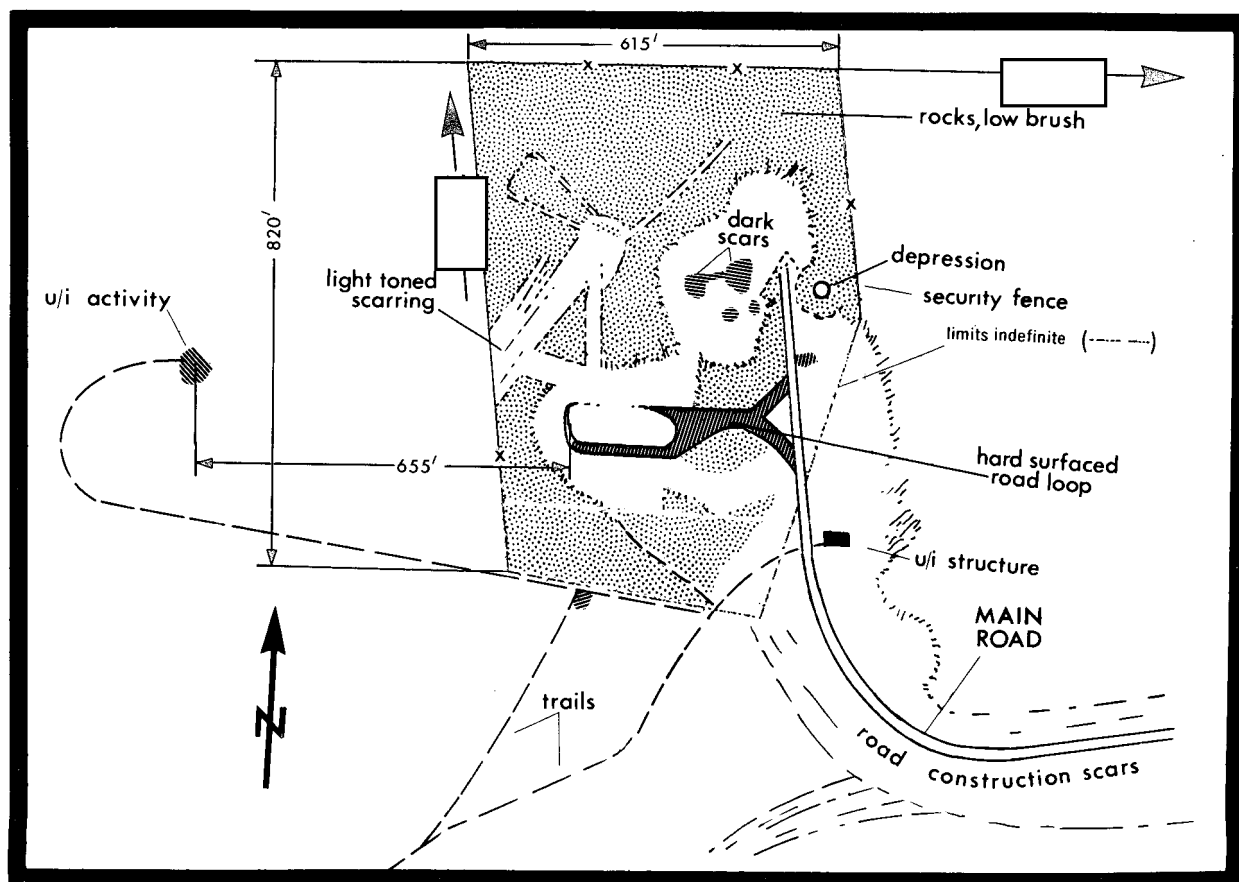 615′
x
x
rocks, low brush
x
dark
scars
820′
depression
light toned
scarring
security fence
u/i activity
limits indefinite (--- ---)
x
655′
hard surfaced
road loop
u/i structure
MAIN
ROAD
N
trails
road construction scars